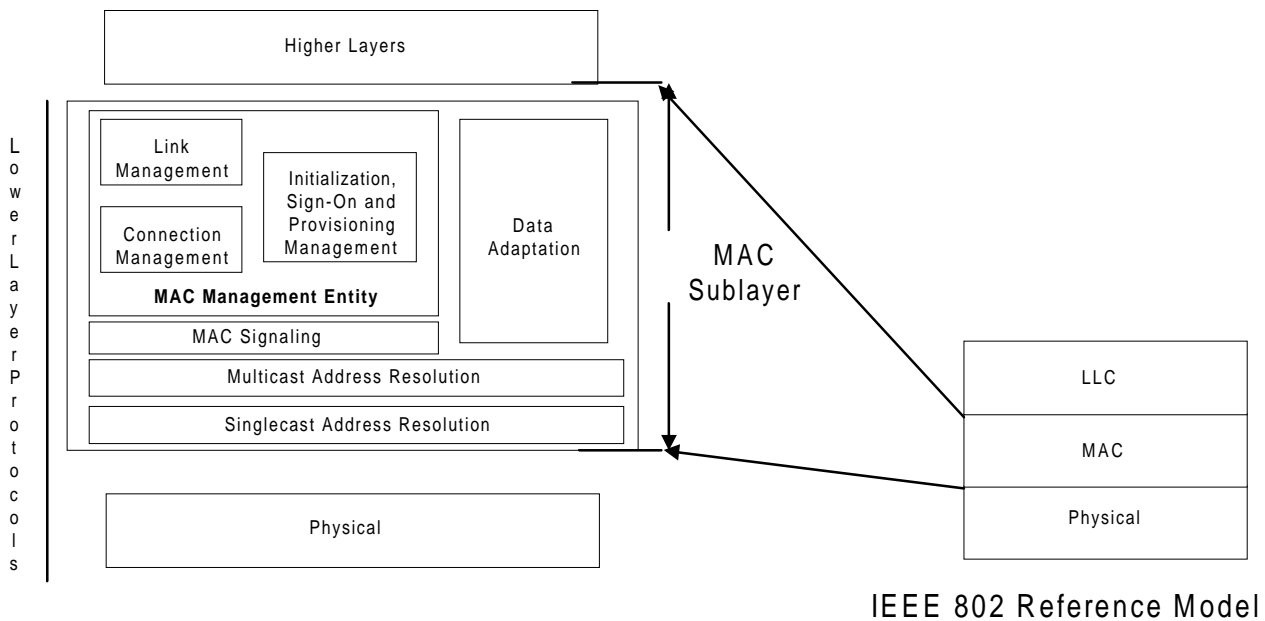 Higher Layers
LowerLayerProtocols
Link
Management
Initialization,
Sign-On and
Provisioning
Management
Connection
Management
MAC Management Entity
Data
Adaptation
MAC Signaling
Multicast Address Resolution
Singlecast Address Resolution
Physical
MAC
Sublayer
LLC
MAC
Physical
IEEE 802 Reference Model